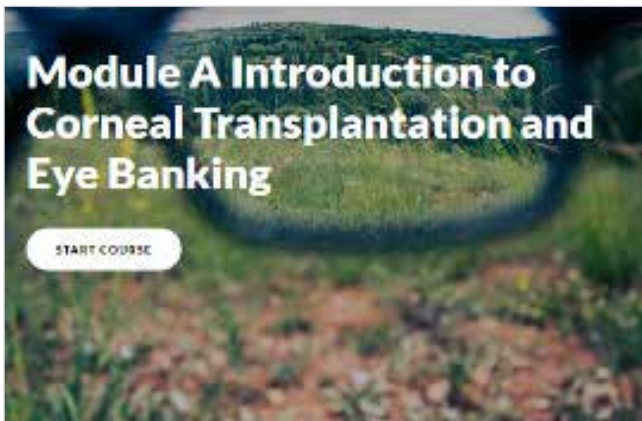 Module A Introduction to
Corneal Transplantation and
Eye Banking
START COURSE